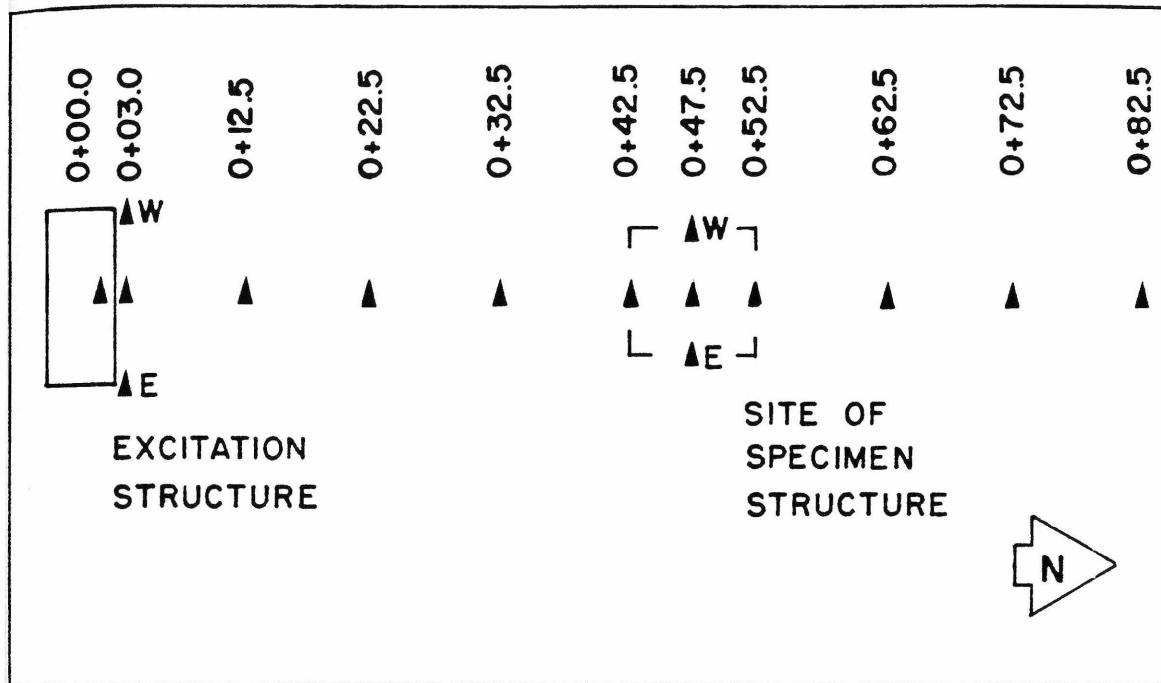 0+00.0
0+03.0
0+12.5
0+22.5
0+32.5
0+42.5
0+47.5
0+52.5
0+62.5
0+72.5
0+82.5
W
W
E
E
EXCITATION
STRUCTURE
SITE OF
SPECIMEN
STRUCTURE
N